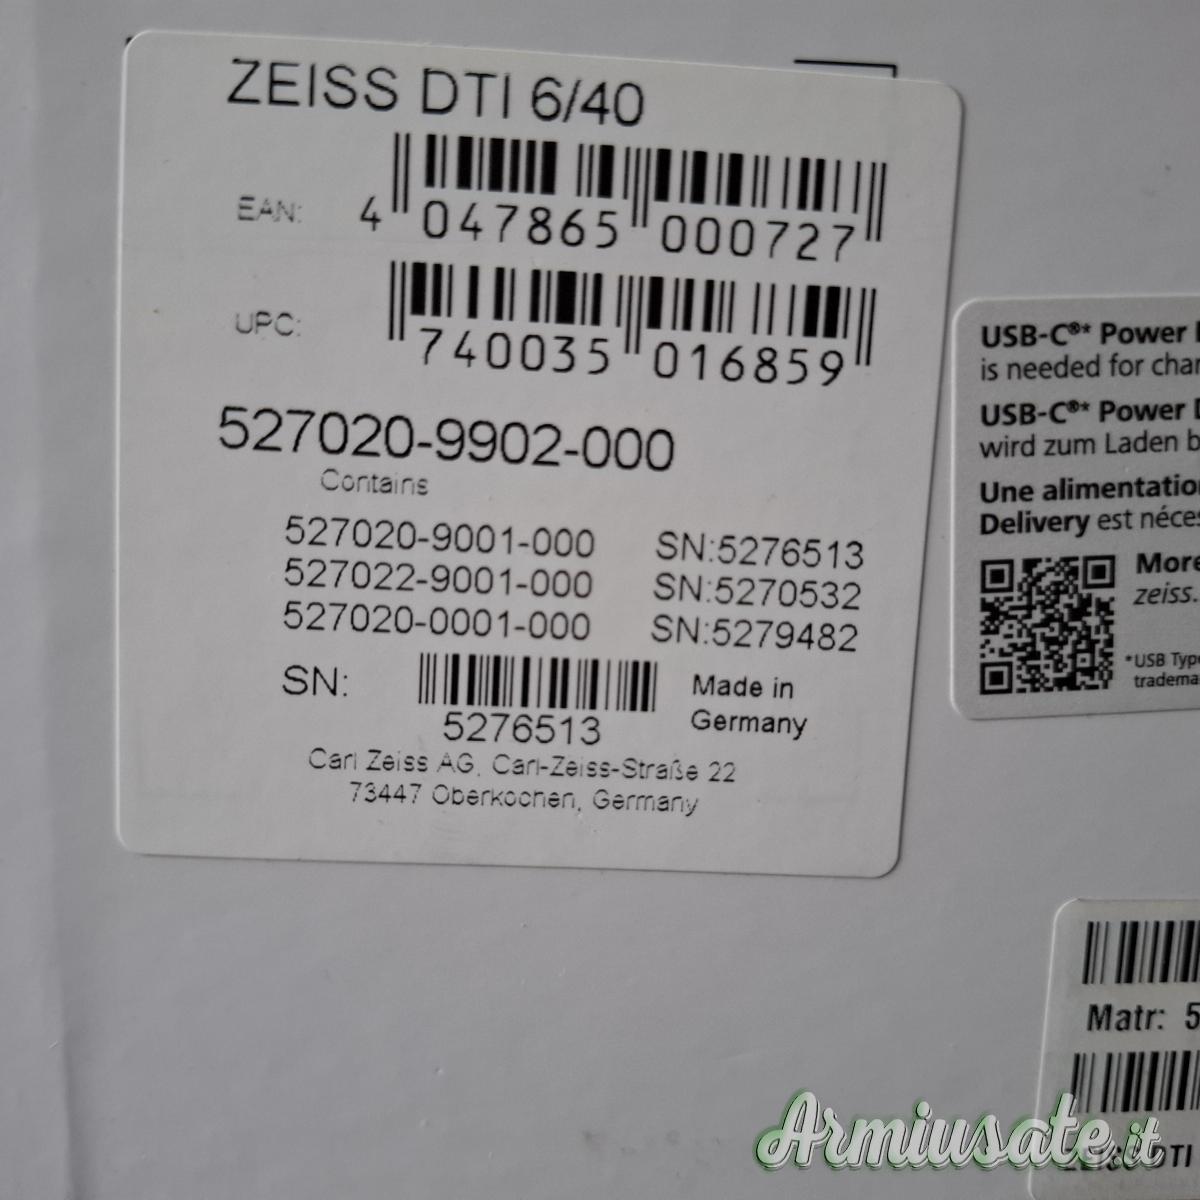 ZEISS DTI 6/40
EAN: 4 047865 000727
UPC: 740035 016859
527020-9902-000
Contains
527020-9001-000 SN:5276513
527022-9001-000 SN:5270532
527020-0001-000 SN:5279482
SN: 5276513
Made in
Germany
Carl Zeiss AG, Carl-Zeiss-Straße 22
73447 Oberkochen, Germany
USB-C®* Power
is needed for
USB-C®* Power
wird zum Laden
Une
Delivery est
More
zeiss.
*USB
Matr: 5
DTI
Armiusate.it